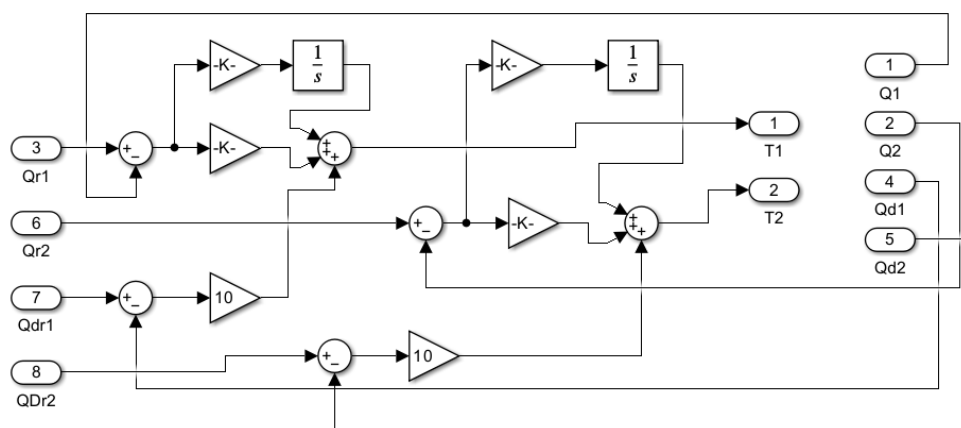 -K-
1
s
-K-
1
s
1
Q1
3
Qr1
+
-
-K-
+
+
+
1
T1
2
Q2
4
Qd1
2
T2
6
Qr2
+
-
-K-
+
+
+
5
Qd2
7
Qdr1
+
-
10
8
QDr2
+
-
10